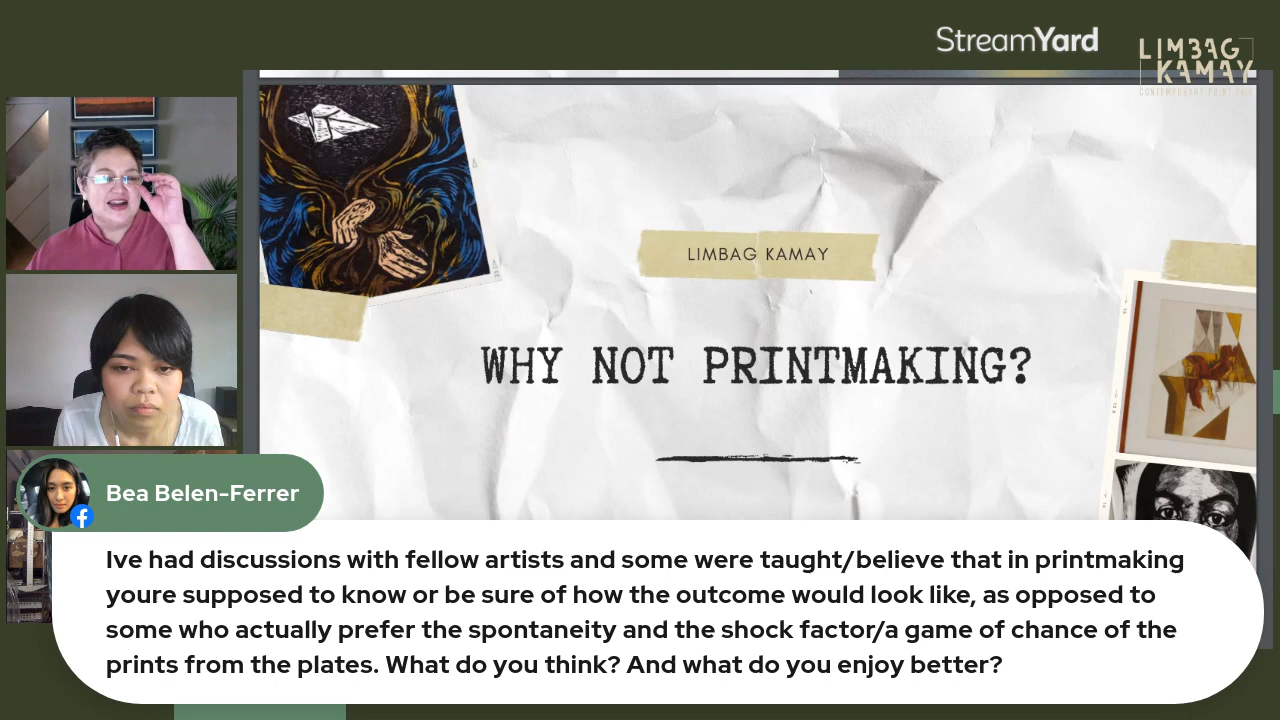 StreamYard
LIMBAG
KAMAY
CONTEMPORARY PRINT FAIR
LIMBAG KAMAY
WHY NOT PRINTMAKING?
Bea Belen-Ferrer
Ive had discussions with fellow artists and some were taught/believe that in printmaking
youre supposed to know or be sure of how the outcome would look like, as opposed to
some who actually prefer the spontaneity and the shock factor/a game of chance of the
prints from the plates. What do you think? And what do you enjoy better?